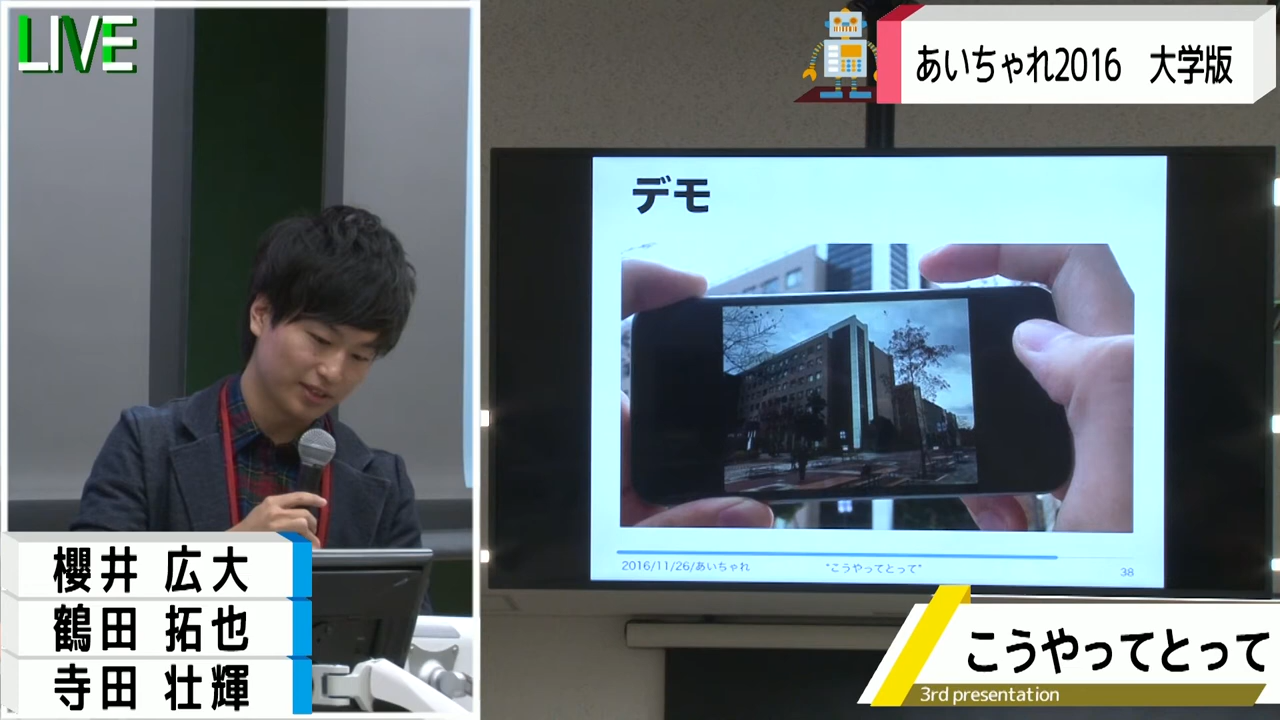 LIVE
あいちゃれ2016　大学版
デモ
2016/11/26/あいちゃれ
"こうやってとって"
38
櫻井 広大
鶴田 拓也
寺田 壮輝
こうやってとって
3rd presentation